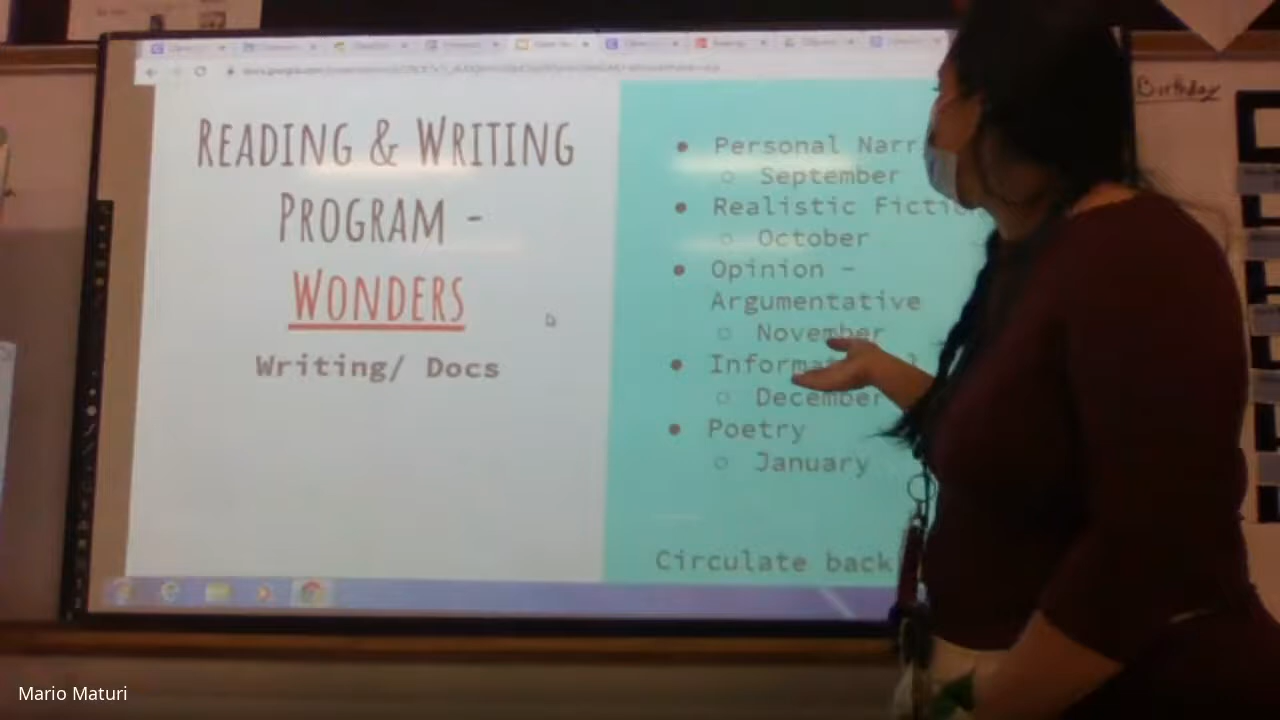 READING & WRITING
PROGRAM -
WONDERS
Writing/ Docs
Personal Narr
September
Realistic Fictio
October
Opinion –
Argumentative
November
December
Poetry
January
Circulate back
Birthday
Mario Maturi